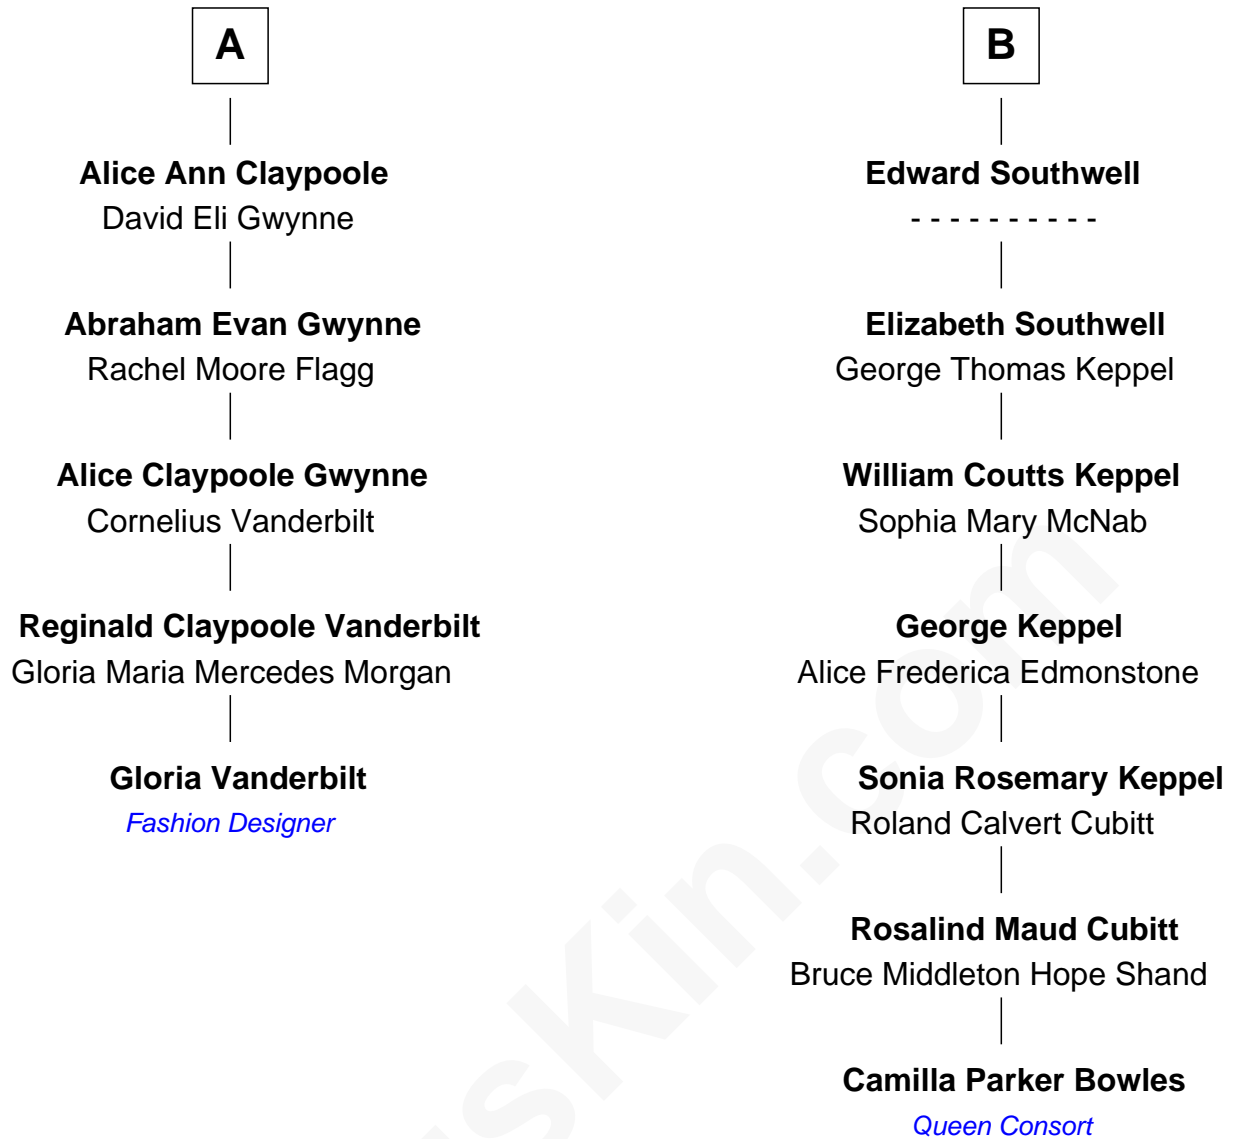 A
Alice Ann Claypoole
David Eli Gwynne
Abraham Evan Gwynne
Rachel Moore Flagg
Alice Claypoole Gwynne
Cornelius Vanderbilt
Reginald Claypoole Vanderbilt
Gloria Maria Mercedes Morgan
Gloria Vanderbilt
Fashion Designer
B
Edward Southwell
- - - - - - - - - -
Elizabeth Southwell
George Thomas Keppel
William Coutts Keppel
Sophia Mary McNab
George Keppel
Alice Frederica Edmonstone
Sonia Rosemary Keppel
Roland Calvert Cubitt
Rosalind Maud Cubitt
Bruce Middleton Hope Shand
Camilla Parker Bowles
Queen Consort
sKin.com